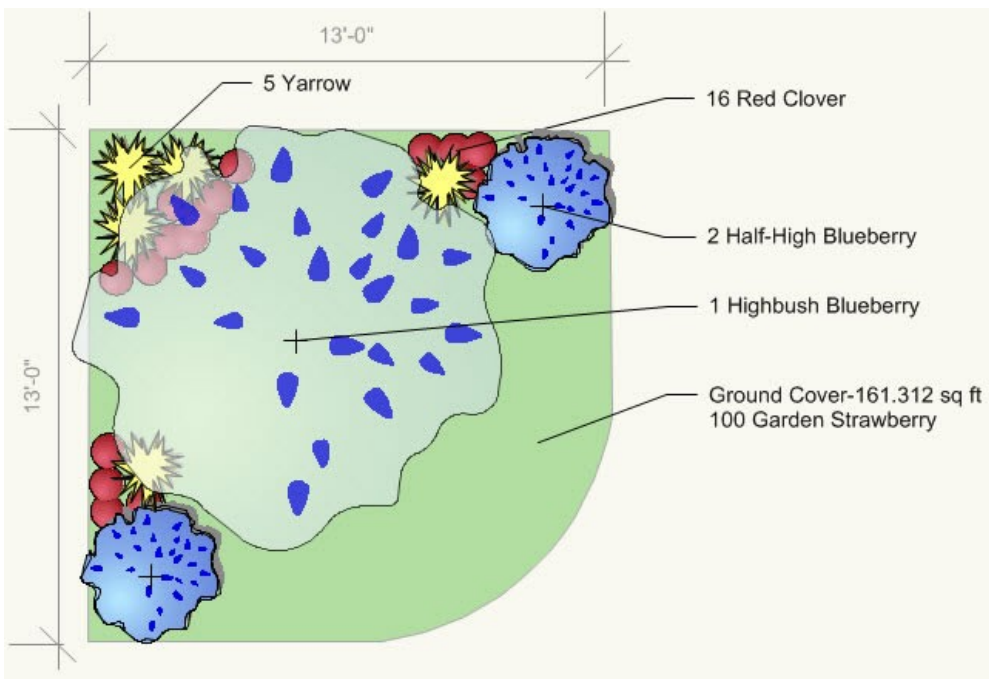 13'-0"
5 Yarrow
16 Red Clover
2 Half-High Blueberry
1 Highbush Blueberry
13'-0"
Ground Cover-161.312 sq ft
100 Garden Strawberry